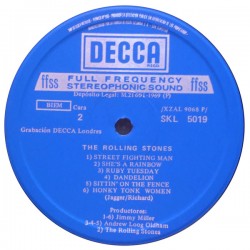 DECCA
ffss FULL FREQUENCY ffss
STEREOPHONIC SOUND
Depósito Legal:
BIEM
Cara
2
SKL 5019
Grabación DECCA, Londres
THE ROLLING STONES
1) STREET FIGHTING MAN
2) SHE'S A RAINBOW
3) RUBY TUESDAY
4) DANDELION
5) SITTIN' ON THE FENCE
6) HONKY TONK WOMEN
(Jagger/Richard)
Productores:
1-6) Jimmy Miller
3-4-5) Andrew Loog Oldham
2) The Rolling Stones